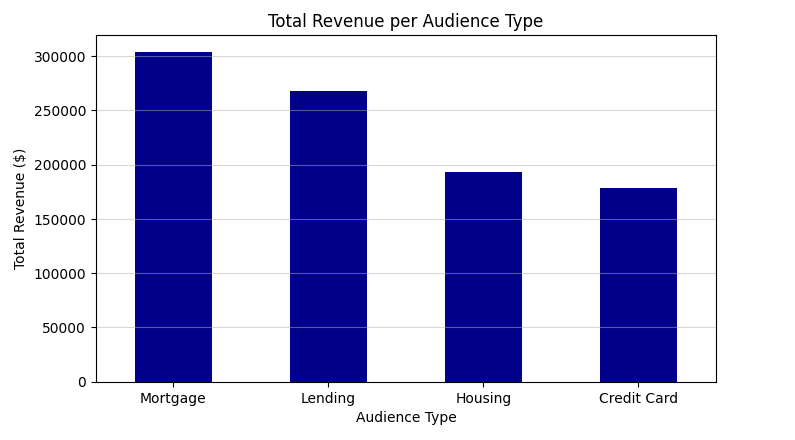 Total Revenue per Audience Type
Total Revenue ($)
300000
250000
200000
150000
100000
50000
0
Mortgage Lending Housing Credit Card
Audience Type